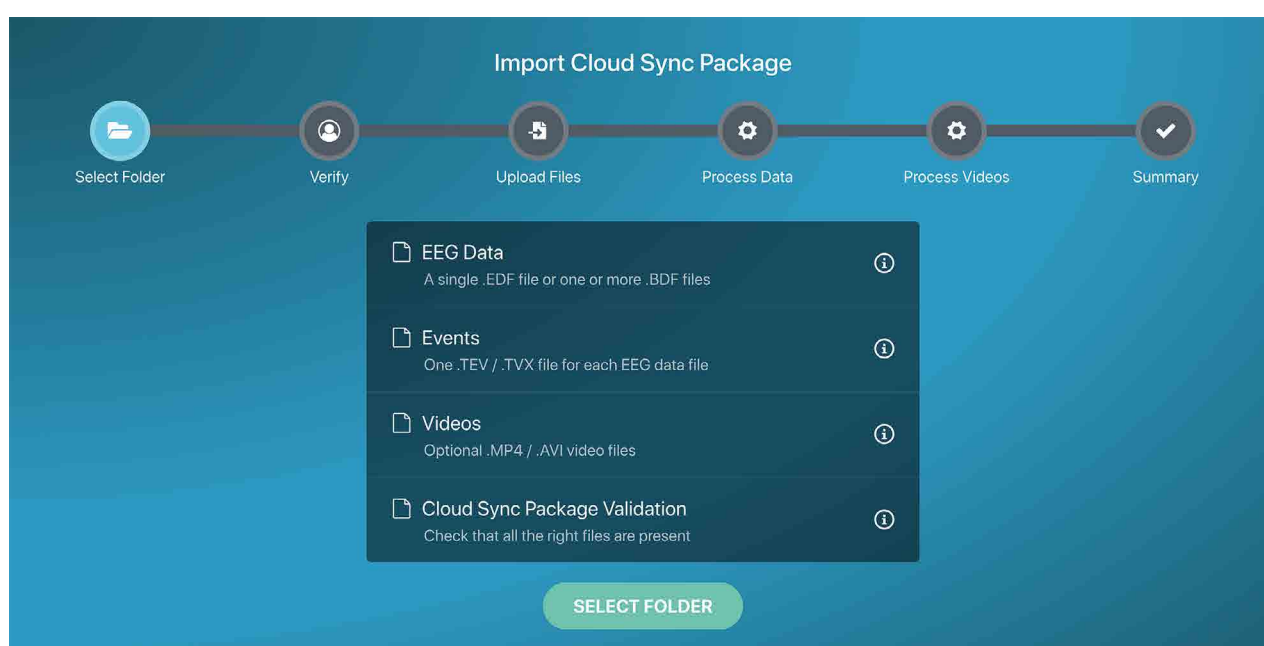 Import Cloud Sync Package
Select Folder
Verify
Upload Files
Process Data
Process Videos
Summary
EEG Data
A single .EDF file or one or more .BDF files
Events
One .TEV / .TVX file for each EEG data file
Videos
Optional .MP4 / .AVI video files
Cloud Sync Package Validation
Check that all the right files are present
SELECT FOLDER